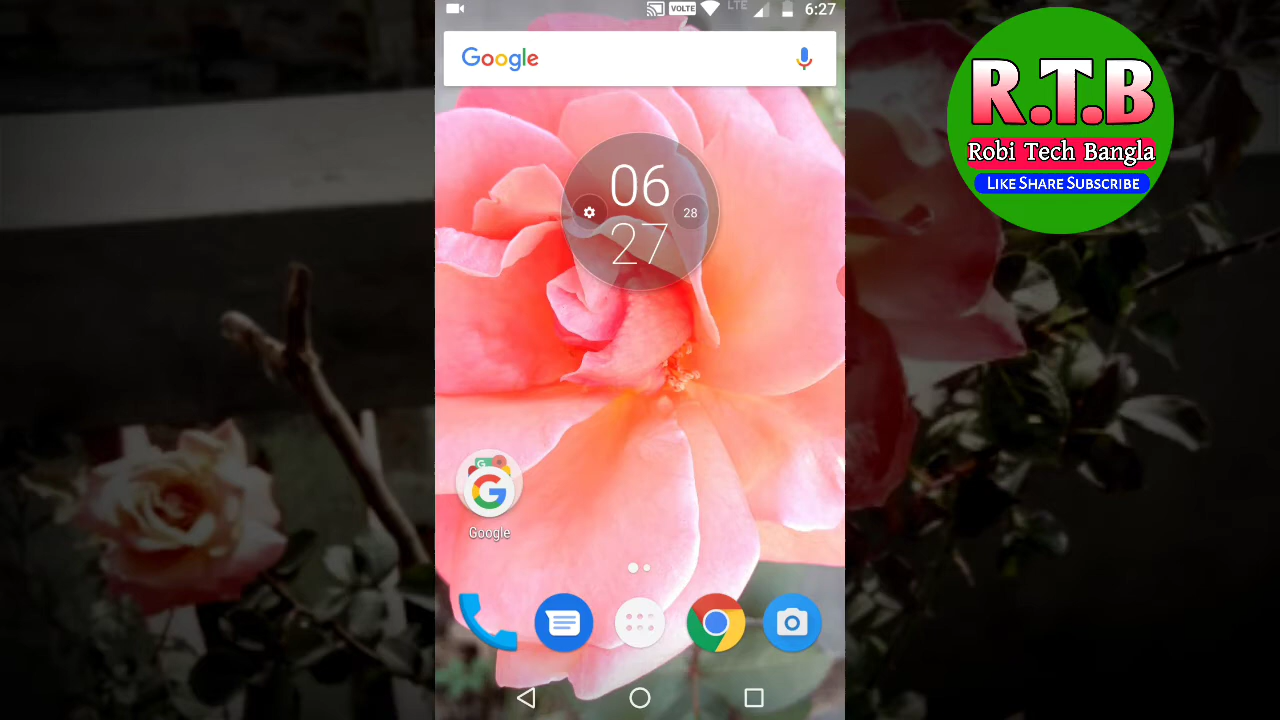 VOLTE LTE 6:27
Google
06
28
27
Google
R.T.B
Robi Tech Bangla
LIKE SHARE SUBSCRIBE